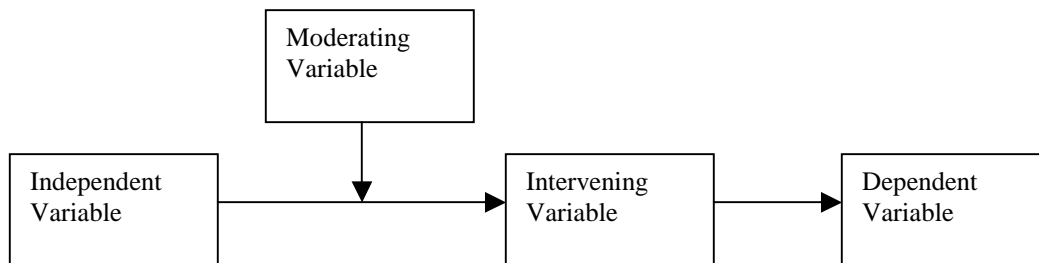 Moderating
Variable
Independent
Variable
Intervening
Variable
Dependent
Variable